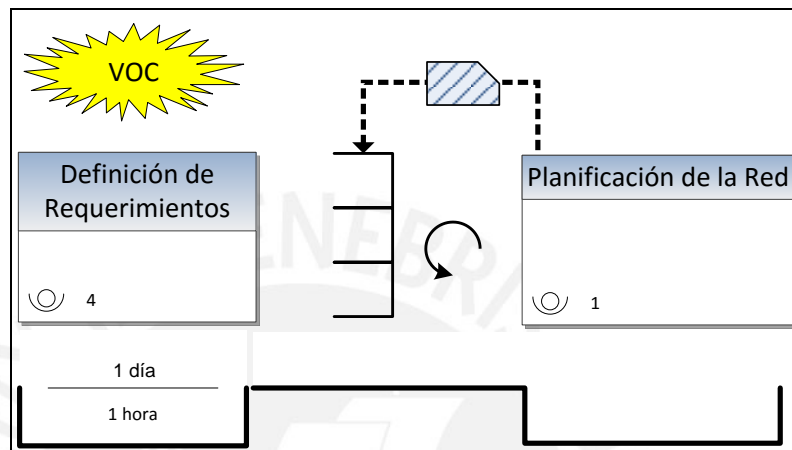 VOC
Definición de
Requerimientos
4
Planificación de la Red
1
1 día
1 hora